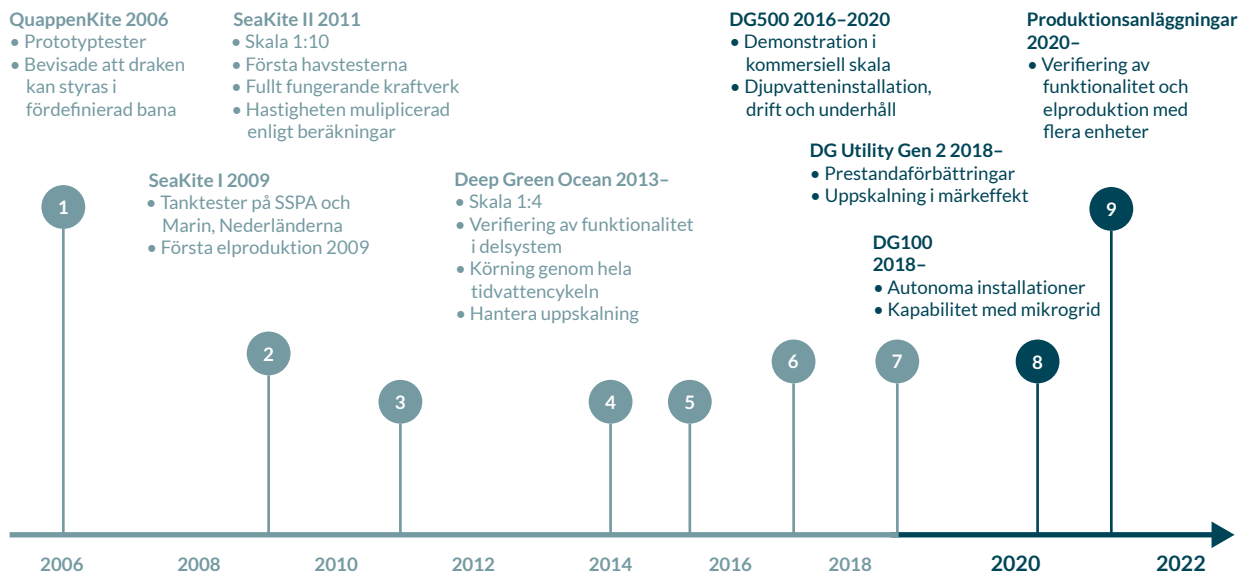 QuappenKite 2006
• Prototyptester
• Bevisade att draken
kan styras i
fördefinierad bana
SeaKite II 2011
• Skala 1:10
• Första havstesterna
• Fullt fungerande kraftverk
• Hastigheten muliplicerad
enligt beräkningar
DG500 2016–2020
• Demonstration i
kommersiell skala
• Djupvatteninstallation,
drift och underhåll
Produktionsanläggningar
2020–
• Verifiering av
funktionalitet och
elproduktion med
flera enheter
SeaKite I 2009
• Tanktester på SSPA och
Marin, Nederländerna
• Första elproduktion 2009
Deep Green Ocean 2013–
• Skala 1:4
• Verifiering av funktionalitet
i delsystem
• Körning genom hela
tidvattencykeln
• Hantera uppskalning
DG Utility Gen 2 2018–
• Prestandaförbättringar
• Uppskalning i märkeffekt
DG100
2018–
• Autonoma installationer
• Kapabilitet med mikrogrid
1
2
3
4
5
6
7
8
9
2006 2008 2010 2012 2014 2016 2018 2020 2022